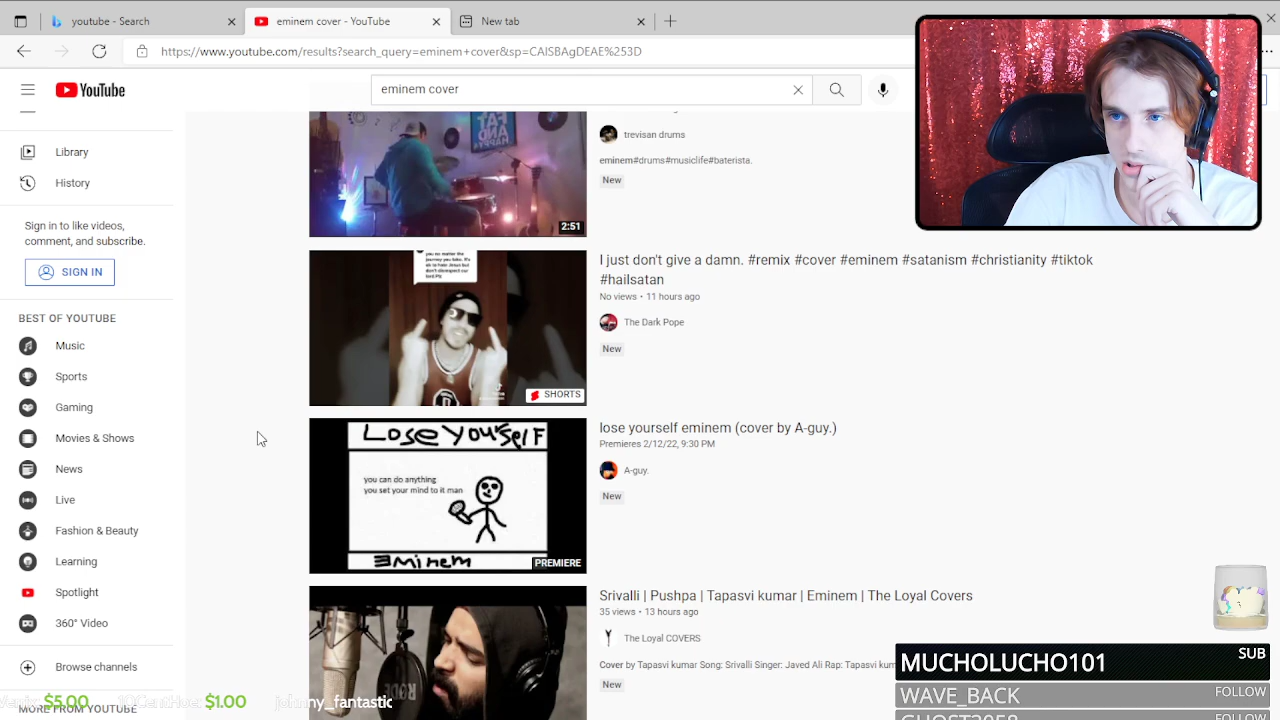 youtube - Search
eminem cover - YouTube
New tab
https://www.youtube.com/results?search_query=eminem+cover&sp=CAISBAgDEAE%253D
YouTube
eminem cover
Library
History
Sign in to like videos,
comment, and subscribe.
SIGN IN
BEST OF YOUTUBE
Music
Sports
Gaming
Movies & Shows
News
Live
Fashion & Beauty
Learning
Spotlight
360° Video
Browse channels
MORE FROM YOUTUBE
$5.00
$1.00
johnny_fantastic
FAT
AND
HAPPY
2:51
trevisan drums
eminem#drums#musiclife#baterista.
New
SHORTS
I just don't give a damn. #remix #cover #eminem #satanism #christianity #tiktok
#hailsatan
No views • 11 hours ago
The Dark Pope
New
Lose Yourself
you can do anything
you set your mind to it man
Eminem
PREMIERE
lose yourself eminem (cover by A-guy.)
Premieres 2/12/22, 9:30 PM
A-guy.
New
RODE
Srivalli | Pushpa | Tapasvi kumar | Eminem | The Loyal Covers
35 views • 13 hours ago
The Loyal COVERS
Cover by Tapasvi kumar Song: Srivalli Singer: Javed Ali Rap: Tapasvi kum
New
MUCHOLUCHO101 SUB
WAVE_BACK FOLLOW